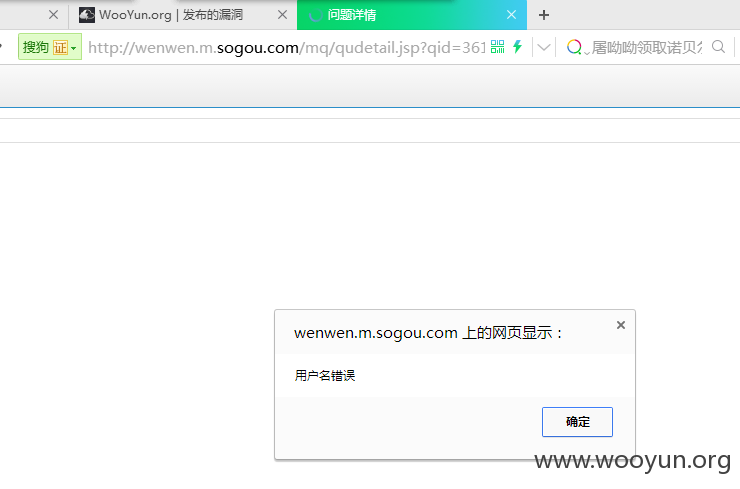 WooYun.org | 发布的漏洞
问题详情
搜狗 证 http://wenwen.m.sogou.com/mq/qudetail.jsp?qid=361 屠呦呦领取诺贝
wenwen.m.sogou.com 上的网页显示：
用户名错误
确定
www.wooyun.org